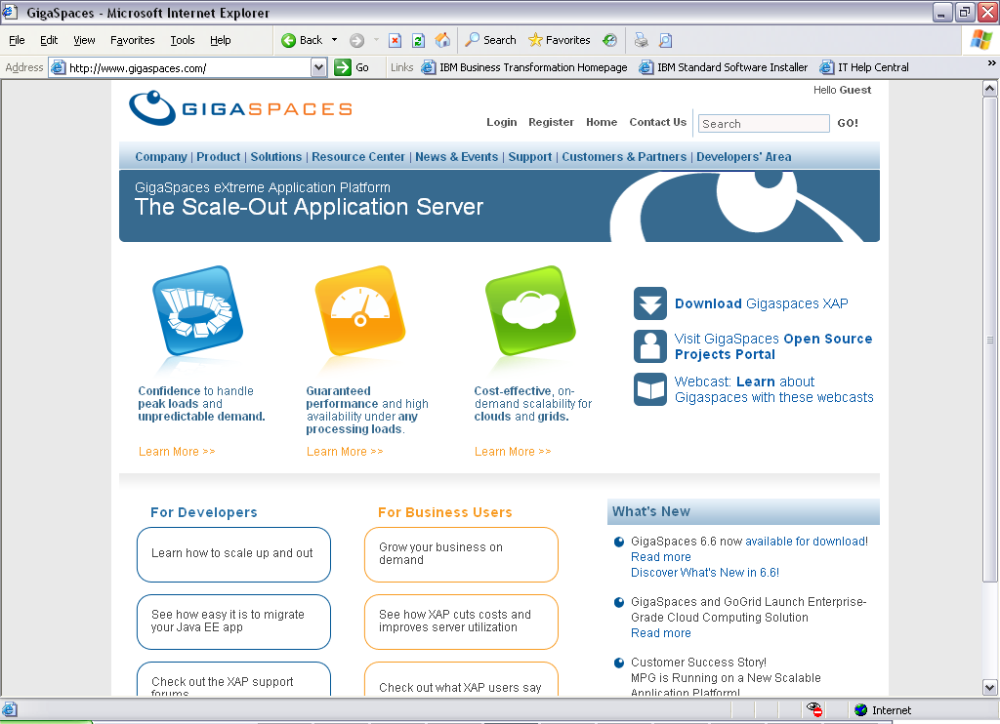 GigaSpaces - Microsoft Internet Explorer
File Edit View Favorites Tools Help
Back Search Favorites
Address http://www.gigaspaces.com/ Go Links IBM Business Transformation Homepage IBM Standard Software Installer IT Help Central »
Hello Guest
GIGASPACES
Login Register Home Contact Us Search GO!
Company | Product | Solutions | Resource Center | News & Events | Support | Customers & Partners | Developers' Area
GigaSpaces eXtreme Application Platform
The Scale-Out Application Server
Download Gigaspaces XAP
Visit GigaSpaces Open Source
Projects Portal
Webcast: Learn about
Gigaspaces with these webcasts
Confidence to handle
peak loads and
unpredictable demand.
Learn More >>
Guaranteed
performance and high
availability under any
processing loads.
Learn More >>
Cost-effective, on-
demand scalability for
clouds and grids.
Learn More >>
For Developers
Learn how to scale up and out
See how easy it is to migrate
your Java EE app
Check out the XAP support
forums
For Business Users
Grow your business on
demand
See how XAP cuts costs and
improves server utilization
Check out what XAP users say
What's New
GigaSpaces 6.6 now available for download!
Read more
Discover What's New in 6.6!
GigaSpaces and GoGrid Launch Enterprise-
Grade Cloud Computing Solution
Read more
Customer Success Story!
MPG is Running on a New Scalable
Application Platform!
Internet